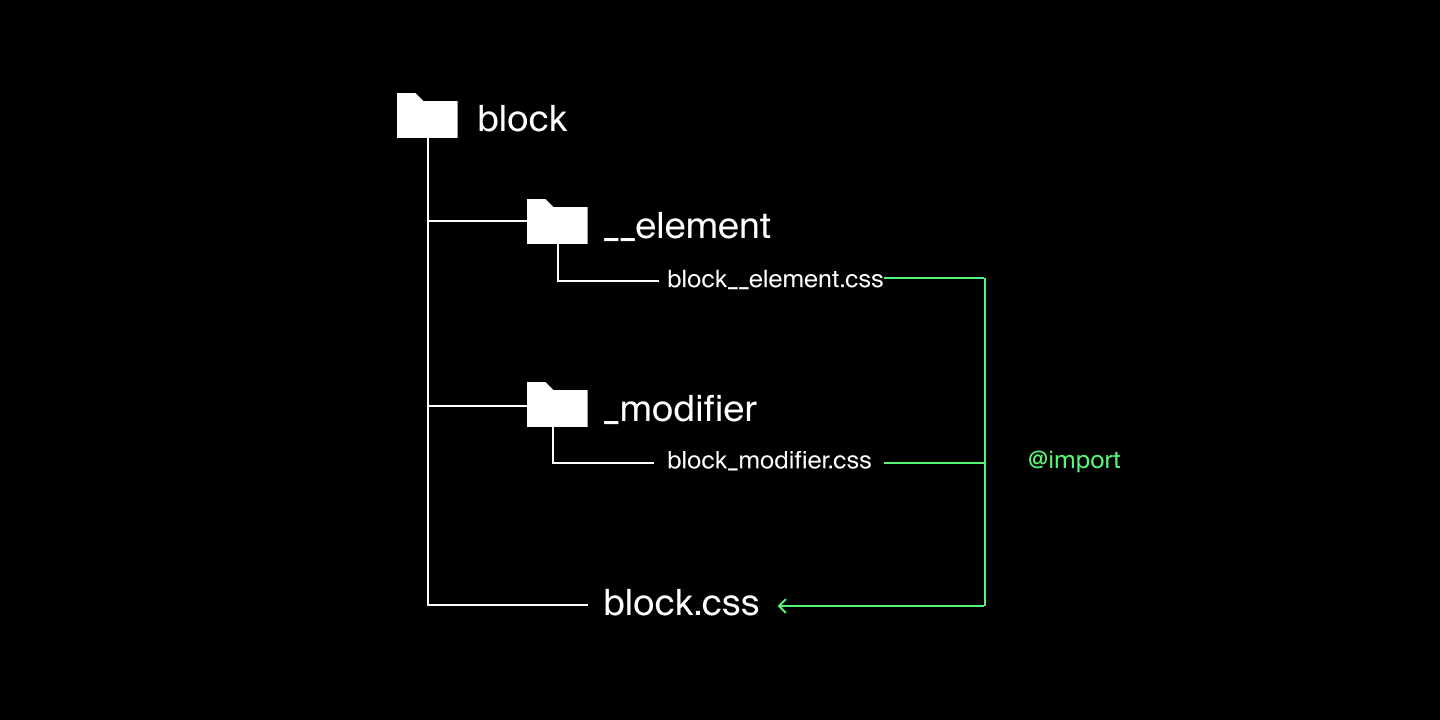 block
__element
block__element.css
_modifier
block_modifier.css
@import
block.css